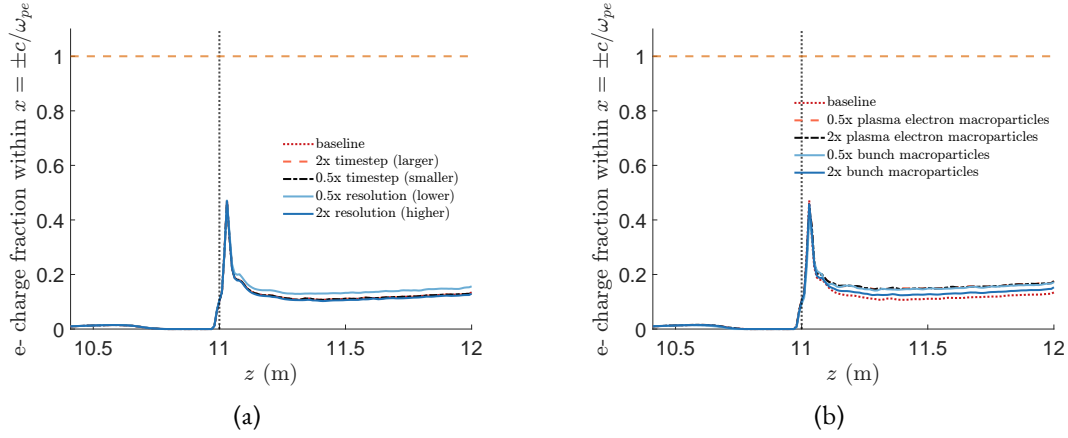 e- charge fraction within x = ±c/ω_pe
1
0.8
0.6
0.4
0.2
0
baseline
2x timestep (larger)
0.5x timestep (smaller)
0.5x resolution (lower)
2x resolution (higher)
10.5
11
11.5
12
z (m)
(a)
e- charge fraction within x = ±c/ω_pe
1
0.8
0.6
0.4
0.2
0
baseline
0.5x plasma electron macroparticles
2x plasma electron macroparticles
0.5x bunch macroparticles
2x bunch macroparticles
10.5
11
11.5
12
z (m)
(b)